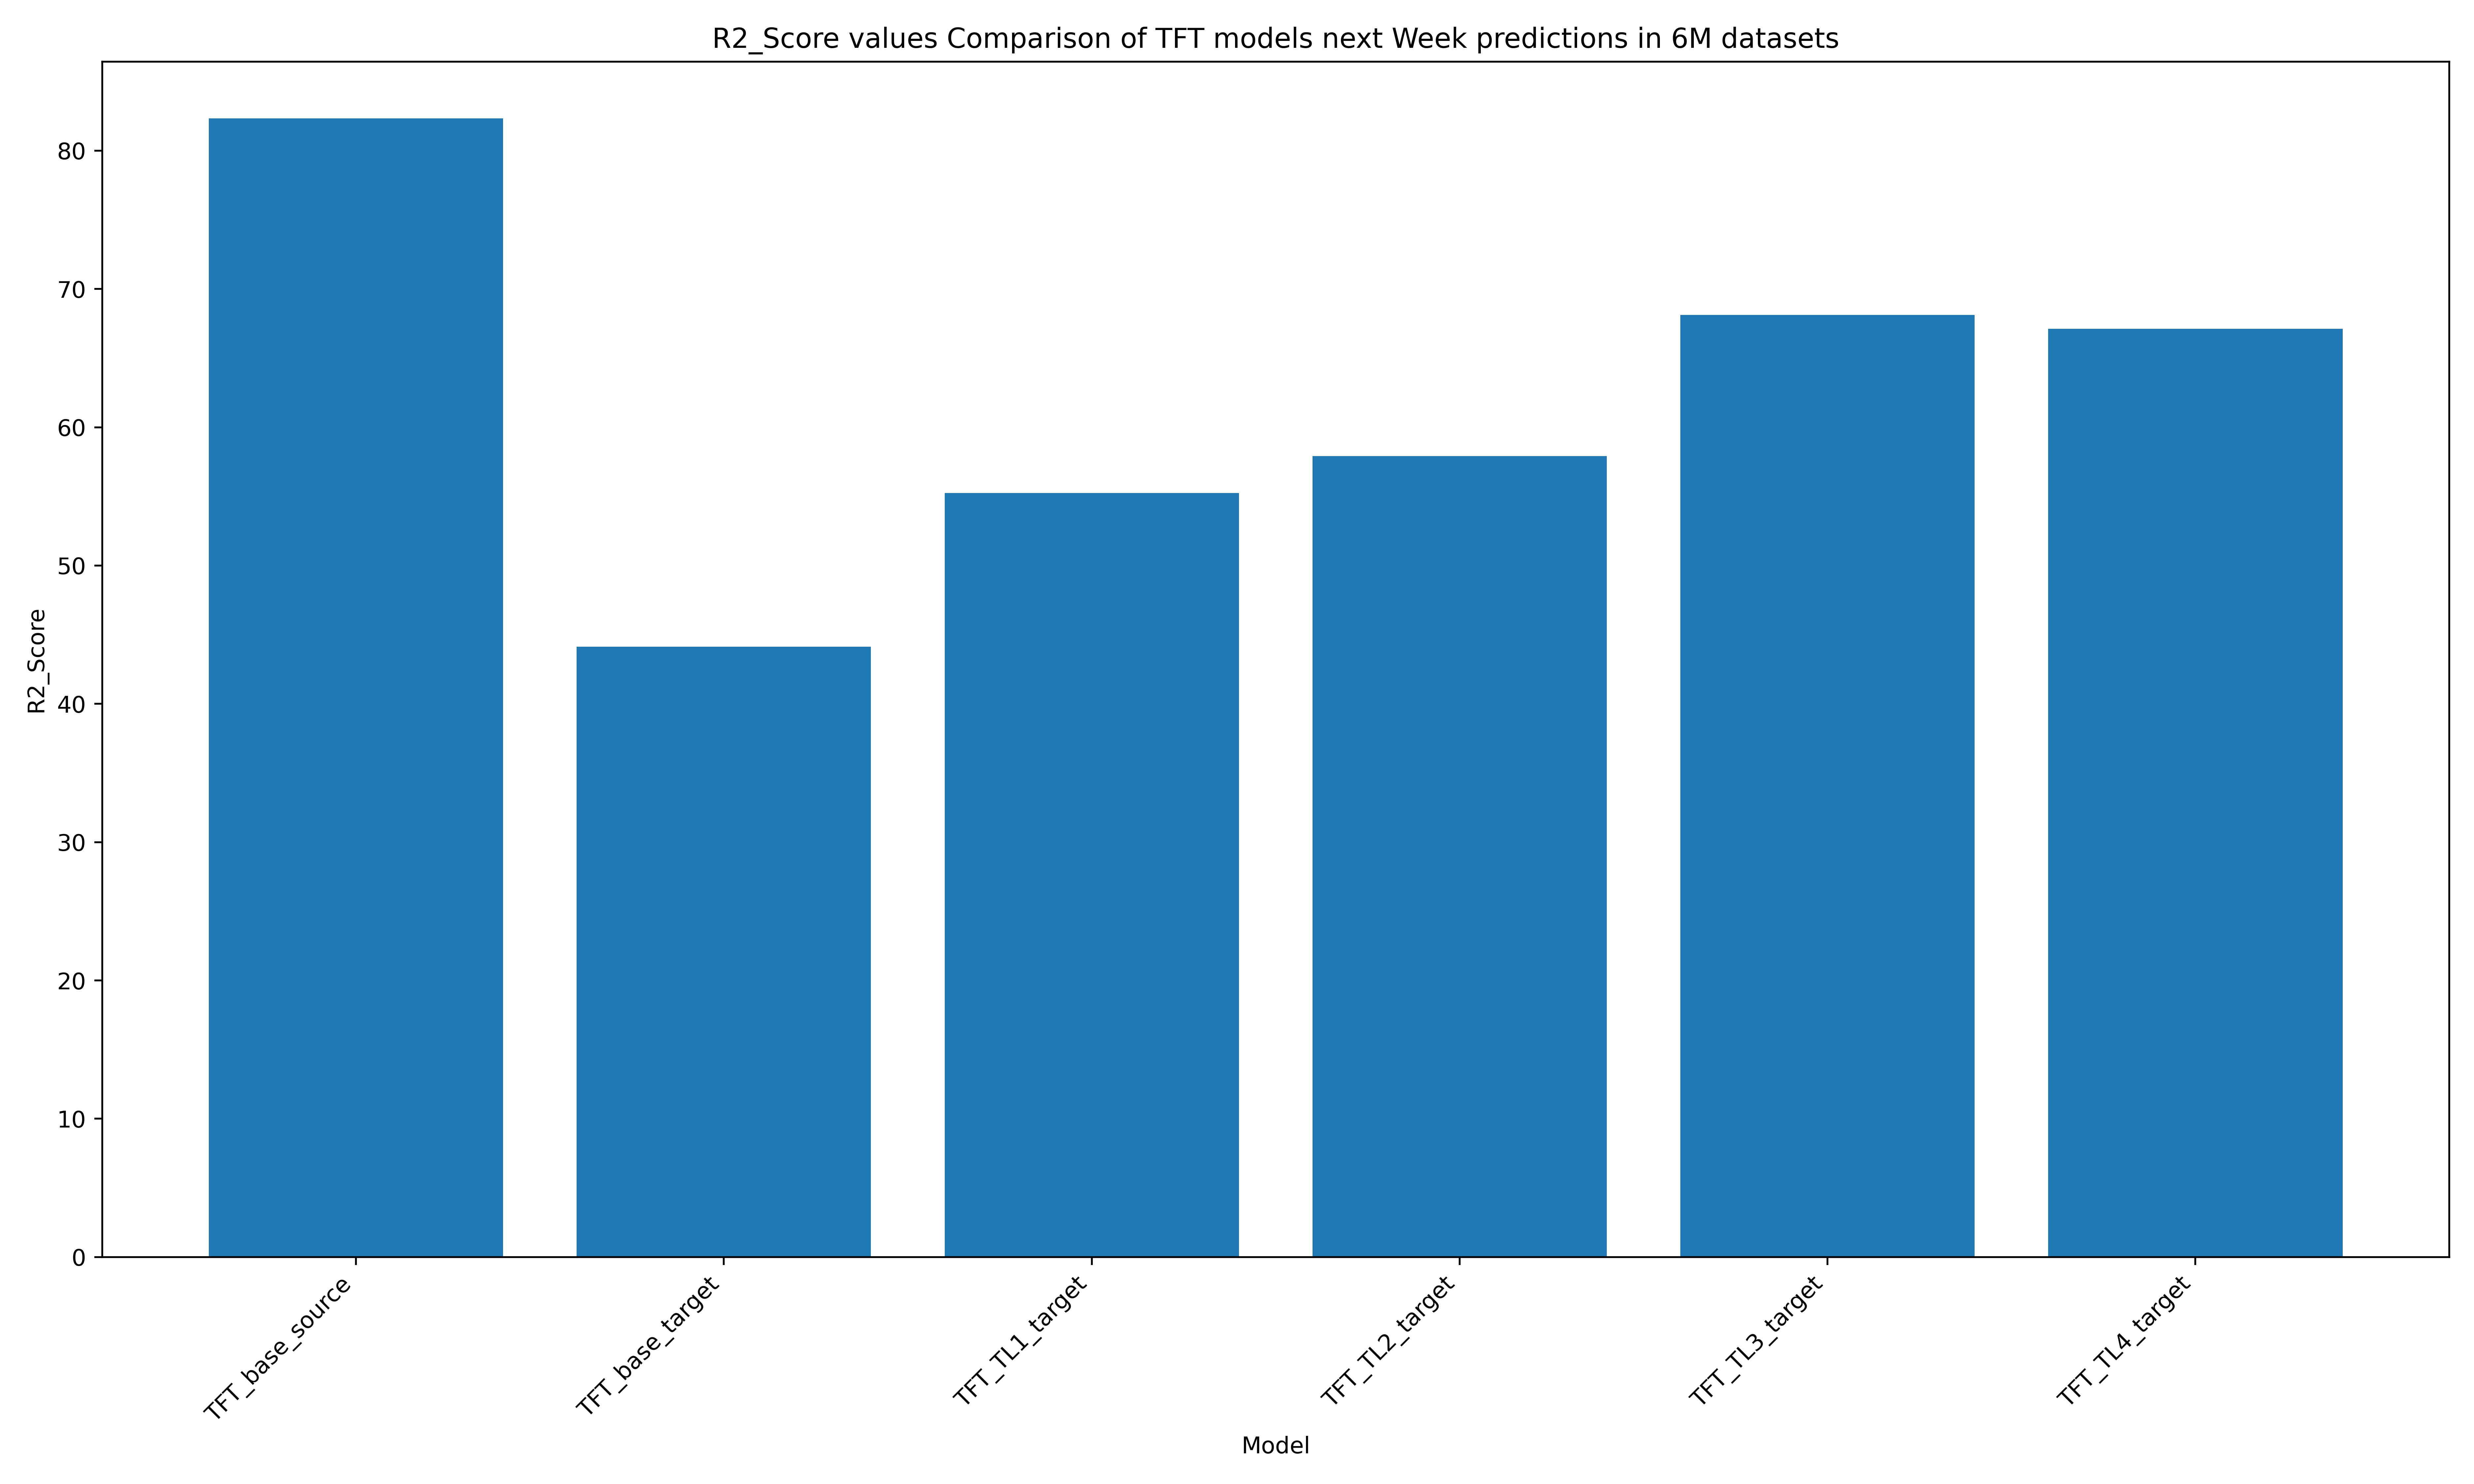 R2_Score values Comparison of TFT models next Week predictions in 6M datasets
R2_Score
80
70
60
50
40
30
20
10
0
TFT_base_source
TFT_base_target
TFT_TL1_target
TFT_TL2_target
TFT_TL3_target
TFT_TL4_target
Model